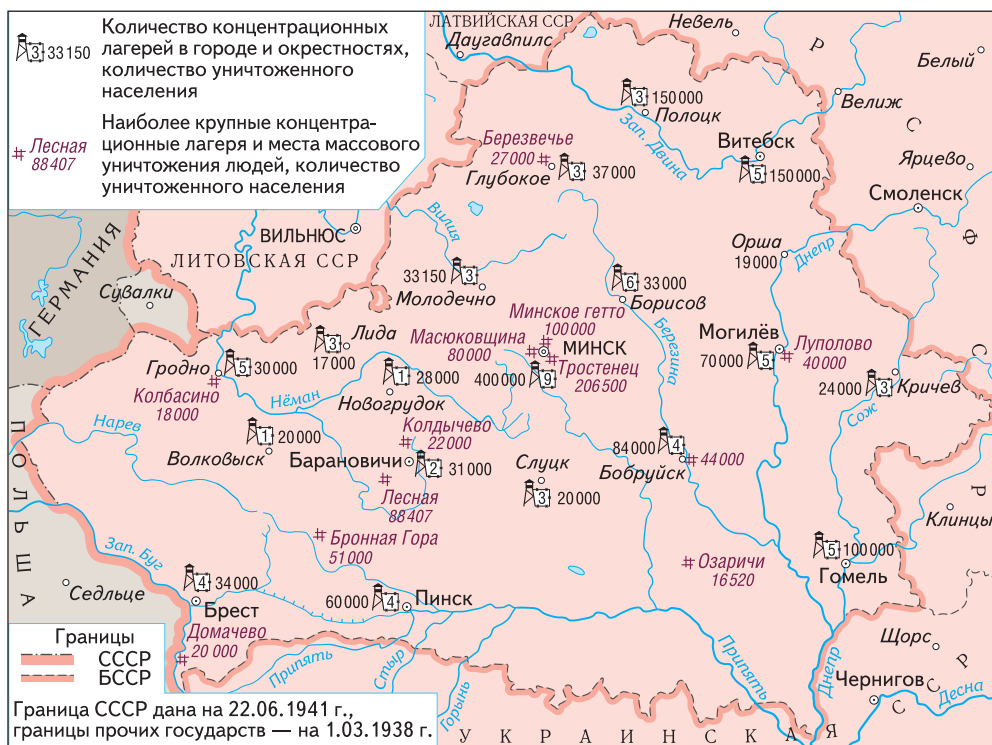 3 33 150
Количество концентрационных
лагерей в городе и окрестностях,
количество уничтоженного
населения
Лесная
88 407
Наиболее крупные концентра-
ционные лагеря и места массового
уничтожения людей, количество
уничтоженного населения
ЛАТВИЙСКАЯ ССР
Даугавпилс
Невель
Белый
Велиж
Ярцево
Смоленск
Р С Ф С Р
3 150 000
Полоцк
Зап. Двина
Витебск
5 150 000
Березвечье
27 000
Глубокое
3 37 000
Орша
19 000
Днепр
ГЕРМАНИЯ
ВИЛЬНЮС
ЛИТОВСКАЯ ССР
Сувалки
Вилия
33 150 3
Молодечно
6 33 000
Борисов
Березина
Минское гетто
100 000
Масюковщина
80 000
МИНСК
Тростенец
206 500
400 000 9
Могилёв
70 000 5
Луполово
40 000
24 000 3
Кричев
Сож
Лида
3
17 000
Гродно
5 30 000
Колбасино
18 000
Нёман
1 28 000
Новогрудок
Нарев
1 20 000
Волковыск
Колдычево
22 000
Барановичи
2 31 000
Лесная
88 407
Слуцк
3 20 000
84 000 4
Бобруйск
44 000
Бронная Гора
51 000
Озаричи
16 520
Клинцы
5 100 000
Гомель
ПОЛЬША
Зап. Буг
Седльце
4 34 000
Брест
Домачево
20 000
60 000 4
Пинск
Припять
Стыр
Горынь
Припять
Днепр
Щорс
Чернигов
Десна
УКРАИНСКАЯ ССР
Границы
СССР
БССР
Граница СССР дана на 22.06.1941 г.,
границы прочих государств — на 1.03.1938 г.